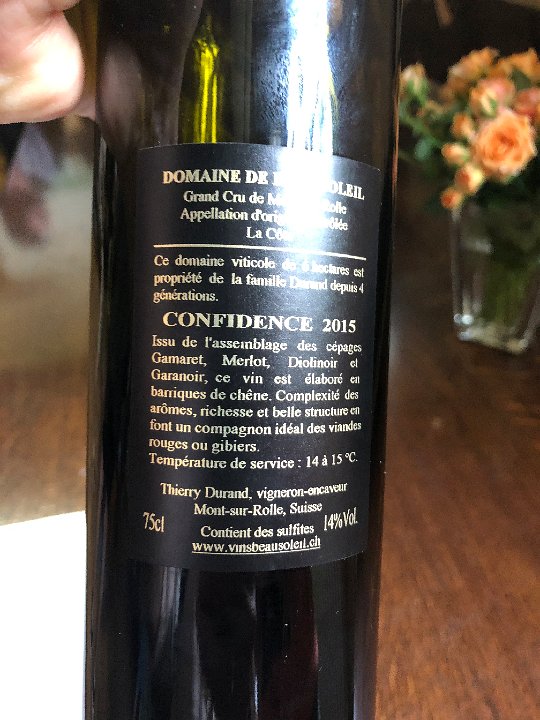 DOMAINE DE
Grand Cru de
Appellation d'origine
La
Ce domaine viticole de 6 hectares est
propriété de la famille Durand depuis 4
générations.
CONFIDENCE 2015
Issu de l'assemblage des cépages
Gamaret, Merlot, Diolinoir et
Garanoir, ce vin est élaboré en
barriques de chêne. Complexité des
arômes, richesse et belle structure en
font un compagnon idéal des viandes
rouges ou gibiers.
Température de service : 14 à 15 °C.
Thierry Durand, vigneron-encaveur
Mont-sur-Rolle, Suisse
75cl
14%Vol.
Contient des sulfites
www.vinsbeausoleil.ch